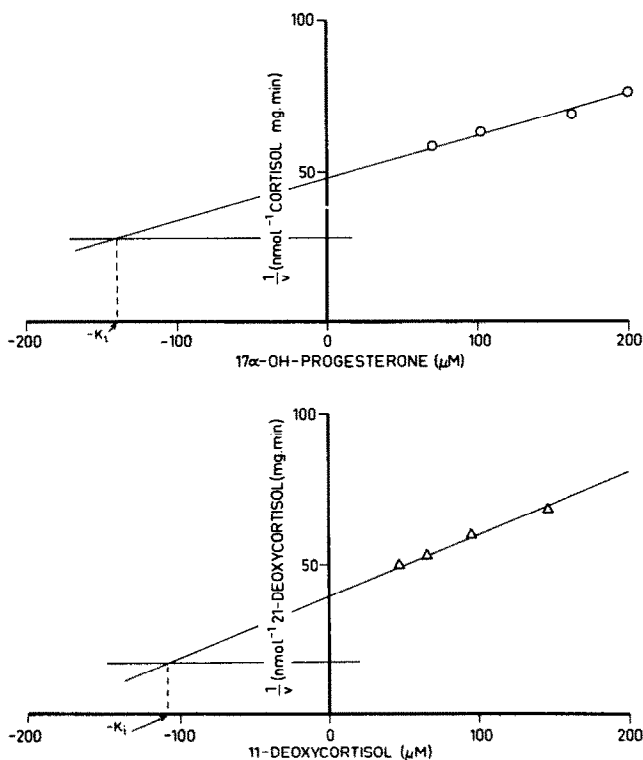 100
50
1/v (nmol⁻¹ CORTISOL mg.min)
-Ki
-200
-100
0
100
200
17α-OH-PROGESTERONE (μM)
100
50
1/v (nmol⁻¹ 21-DEOXYCORTISOL (mg.min)
-Ki
-200
-100
0
100
200
11-DEOXYCORTISOL (μM)